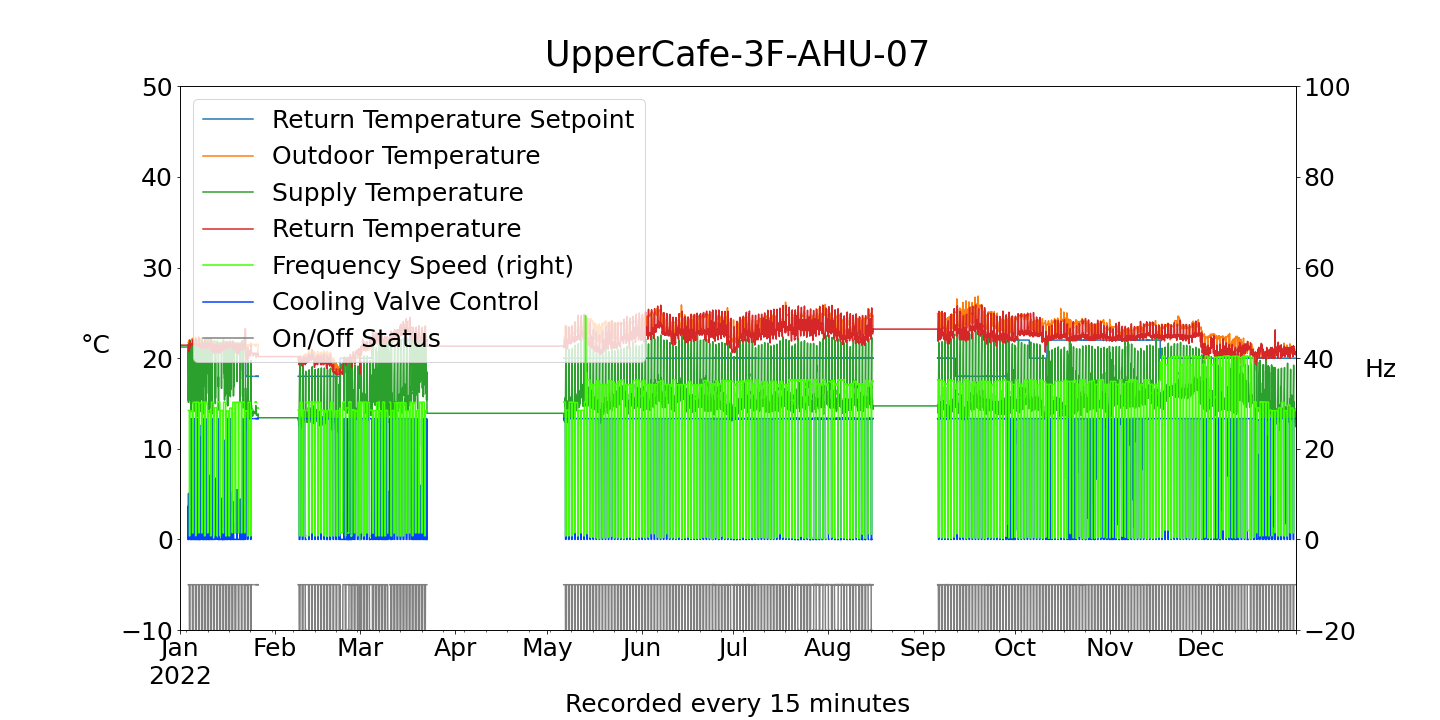 UpperCafe-3F-AHU-07
50
40
30
20
10
0
−10
°C
100
80
60
40
20
0
−20
Hz
Return Temperature Setpoint
Outdoor Temperature
Supply Temperature
Return Temperature
Frequency Speed (right)
Cooling Valve Control
On/Off Status
Jan Feb Mar Apr May Jun Jul Aug Sep Oct Nov Dec
2022
Recorded every 15 minutes